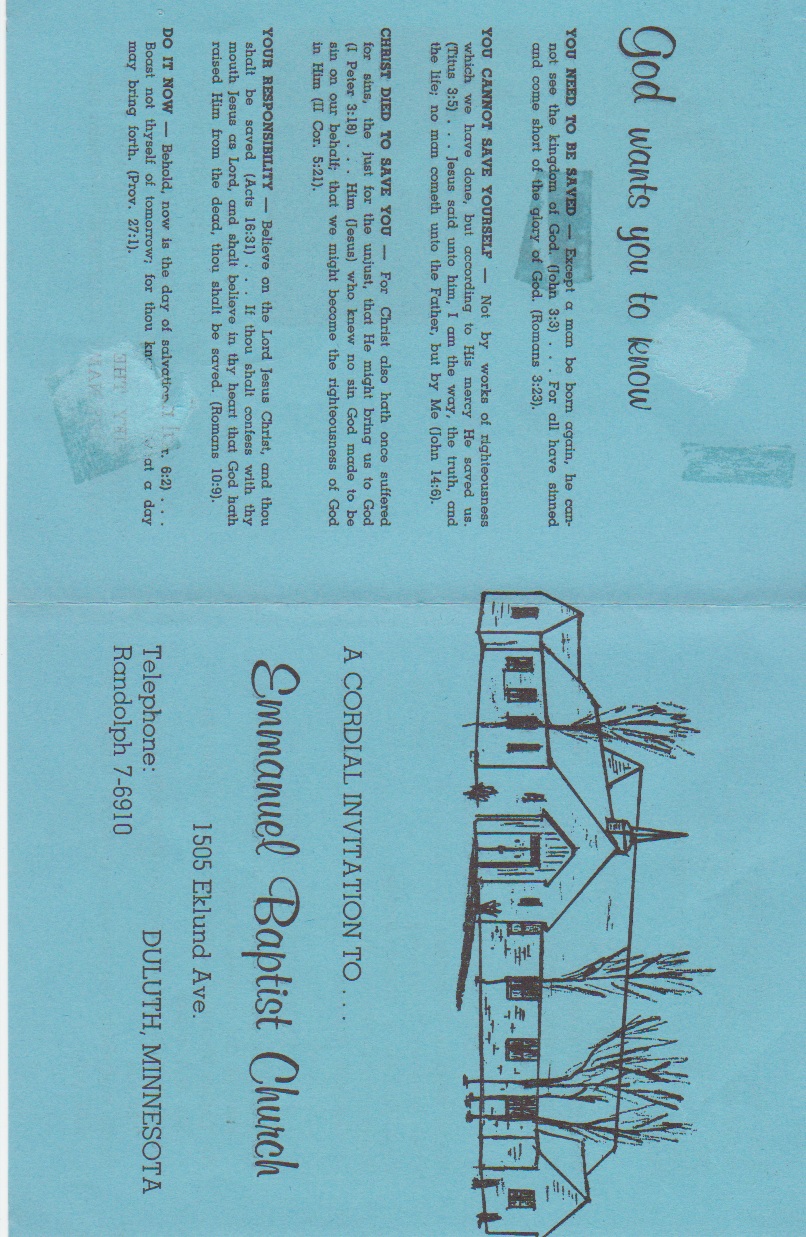 God wants you to know
YOU NEED TO BE SAVED — Except a man be born again, he can-
not see the kingdom of God. (John 3:3) . . . For all have sinned
and come short of the glory of God. (Romans 3:23).
YOU CANNOT SAVE YOURSELF — Not by works of righteousness
which we have done, but according to His mercy He saved us.
(Titus 3:5) . . . Jesus said unto him, I am the way, the truth, and
the life; no man cometh unto the Father, but by Me (John 14:6).
CHRIST DIED TO SAVE YOU — For Christ also hath once suffered
for sins, the just for the unjust, that He might bring us to God
(I Peter 3:18) . . . Him (Jesus) who knew no sin God made to be
sin on our behalf; that we might become the righteousness of God
in Him (II Cor. 5:21).
YOUR RESPONSIBILITY — Believe on the Lord Jesus Christ, and thou
shalt be saved (Acts 16:31) . . . If thou shalt confess with thy
mouth Jesus as Lord, and shalt believe in thy heart that God hath
raised Him from the dead, thou shalt be saved. (Romans 10:9).
DO IT NOW — Behold, now is the day of salvation 6:2) . . .
Boast not thyself of tomorrow; for thou a day
may bring forth. (Prov. 27:1).
A CORDIAL INVITATION TO . . .
Emmanuel Baptist Church
1505 Eklund Ave.
Telephone: DULUTH, MINNESOTA
Randolph 7-6910